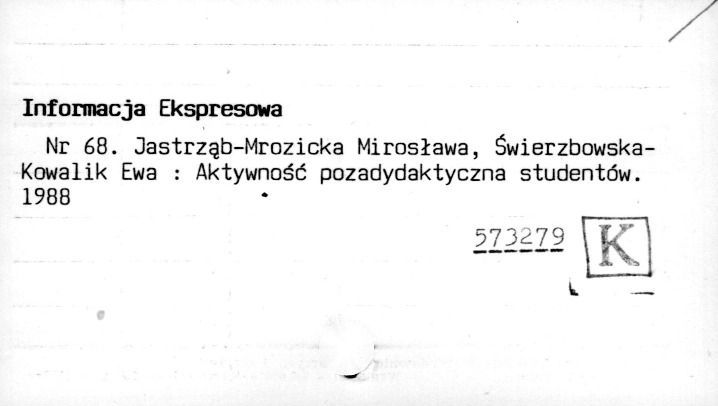 Informacja Ekspresowa
Nr 68. Jastrząb-Mrozicka Mirosława, Świerzbowska-
Kowalik Ewa : Aktywność pozadydaktyczna studentów.
1988
573279
K